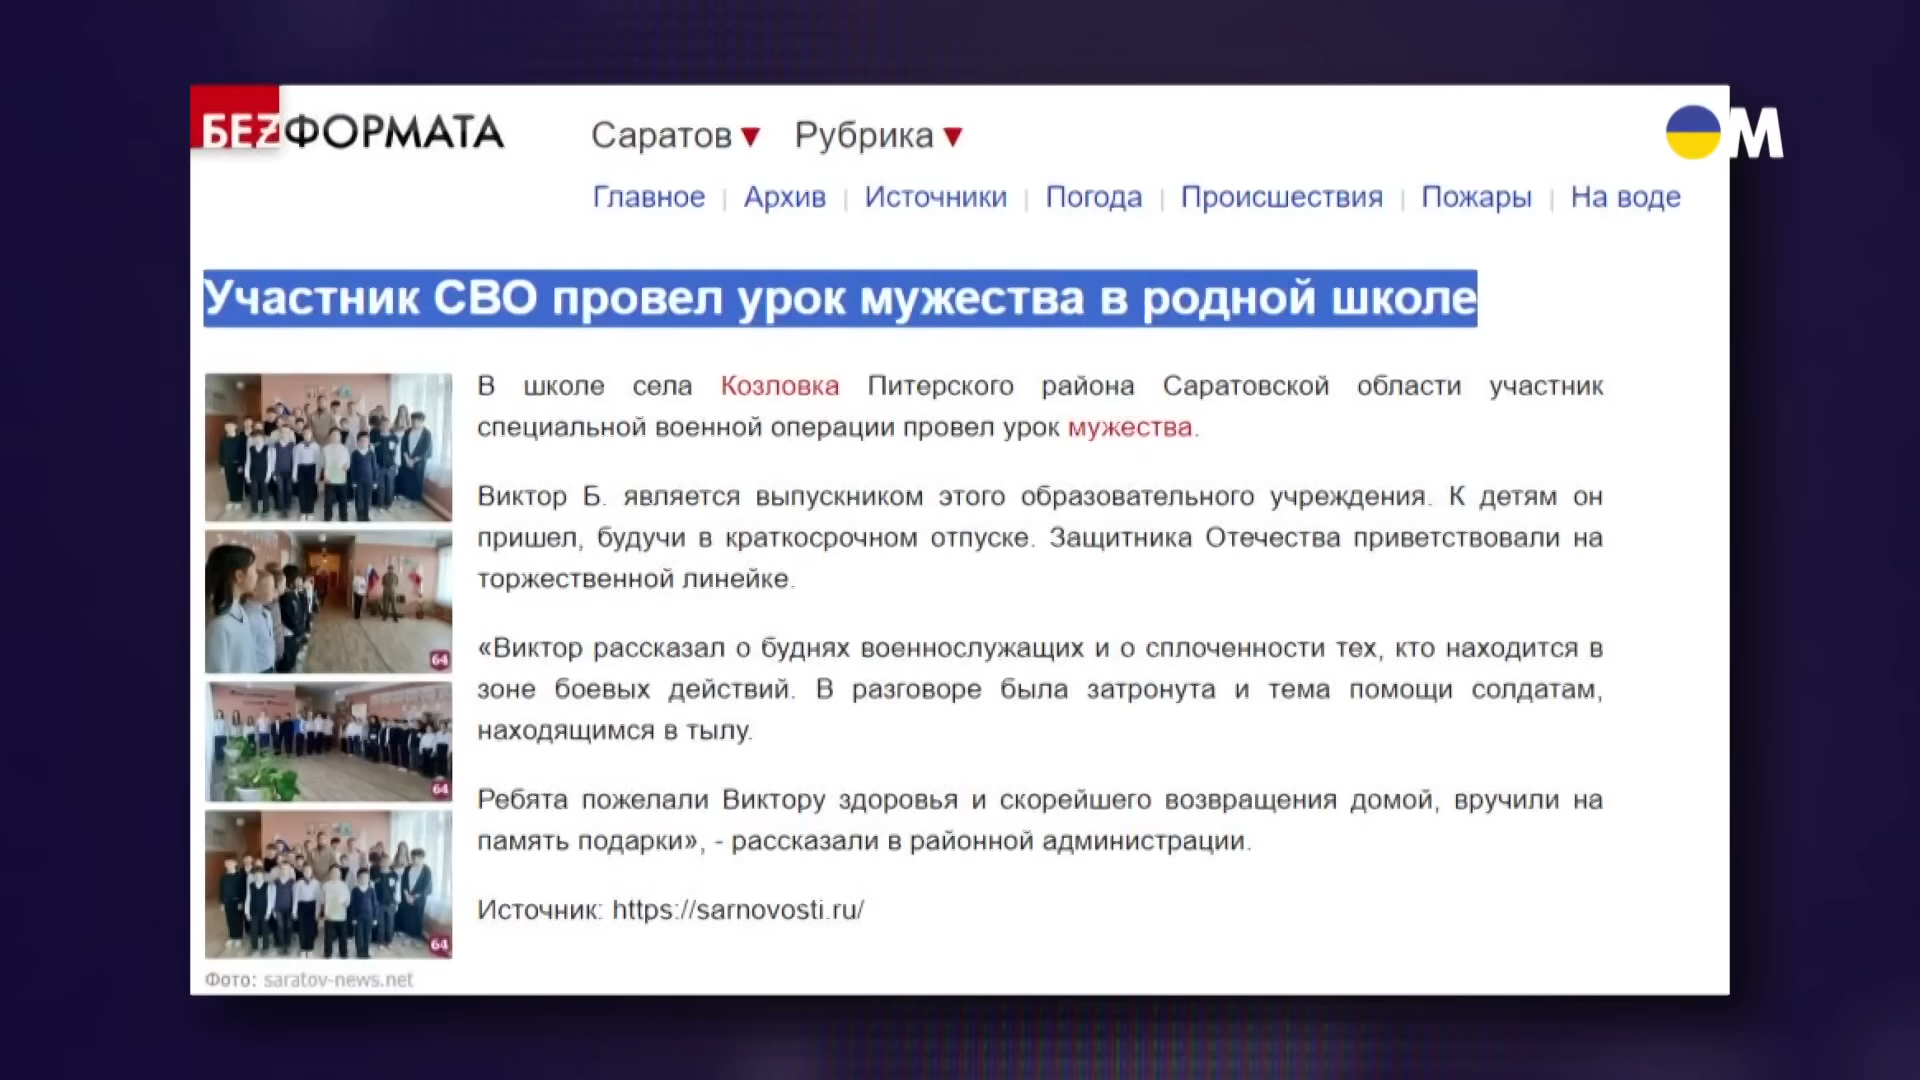 БЕZФОРМАТА
Саратов ▼ Рубрика ▼
М
Главное | Архив | Источники | Погода | Происшествия | Пожары | На воде
Участник СВО провел урок мужества в родной школе
В школе села Козловка Питерского района Саратовской области участник
специальной военной операции провел урок мужества.
Виктор Б. является выпускником этого образовательного учреждения. К детям он
пришел, будучи в краткосрочном отпуске. Защитника Отечества приветствовали на
торжественной линейке.
«Виктор рассказал о буднях военнослужащих и о сплоченности тех, кто находится в
зоне боевых действий. В разговоре была затронута и тема помощи солдатам,
находящимся в тылу.
Ребята пожелали Виктору здоровья и скорейшего возвращения домой, вручили на
память подарки», - рассказали в районной администрации.
Источник: https://sarnovosti.ru/
64
64
64
Фото: saratov-news.net